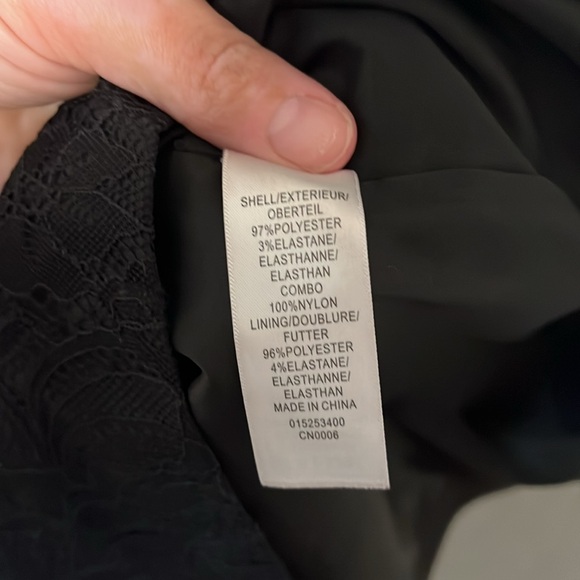 SHELL/EXTERIEUR/
OBERTEIL
97%POLYESTER
3%ELASTANE/
ELASTHANNE/
ELASTHAN
COMBO
100%NYLON
LINING/DOUBLURE/
FUTTER
96%POLYESTER
4%ELASTANE/
ELASTHANNE/
ELASTHAN
MADE IN CHINA
015253400
CN0006